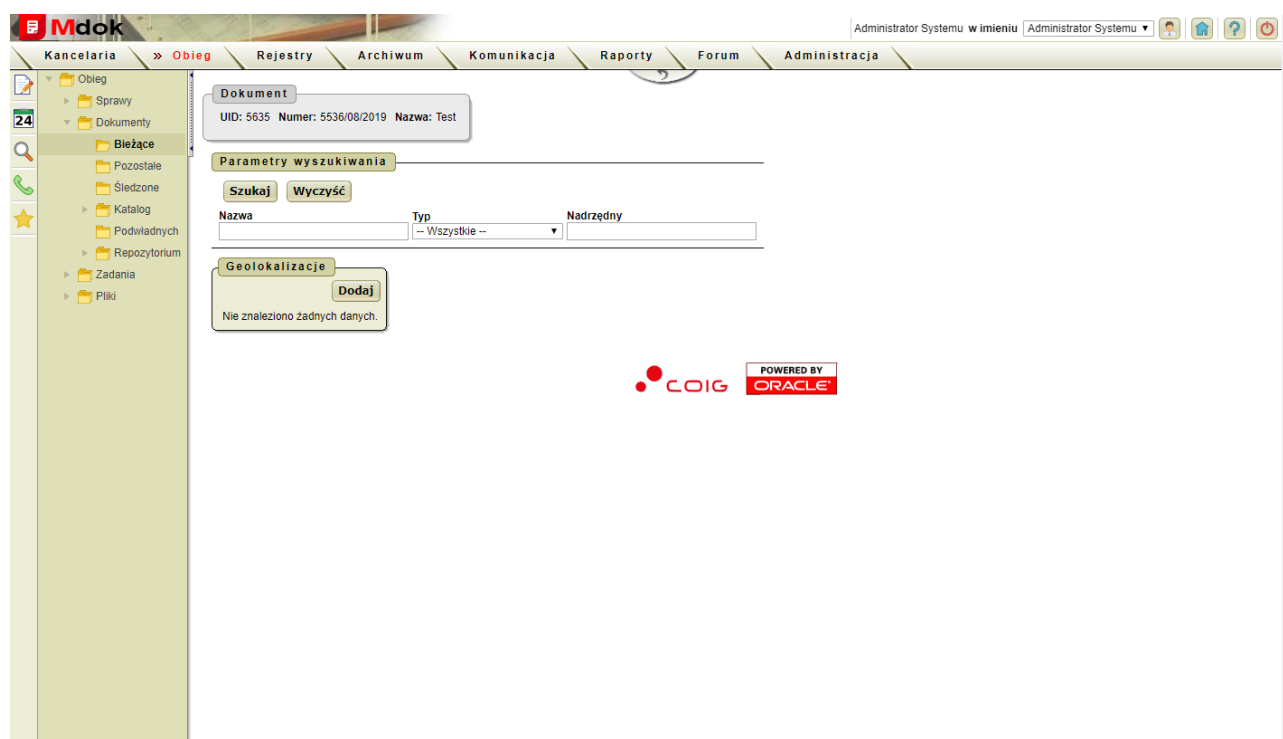 Mdok
Administrator Systemu w imieniu Administrator Systemu
Kancelaria » Obieg Rejestry Archiwum Komunikacja Raporty Forum Administracja
Obieg
Sprawy
24
Dokumenty
Bieżące
Pozostałe
Śledzone
Katalog
Podwładnych
Repozytorium
Zadania
Pliki
Dokument
UID: 5635 Numer: 5536/08/2019 Nazwa: Test
Parametry wyszukiwania
Szukaj Wyczyść
Nazwa Typ Nadrzędny
-- Wszystkie --
Geolokalizacje
Dodaj
Nie znaleziono żadnych danych.
COIG
POWERED BY
ORACLE